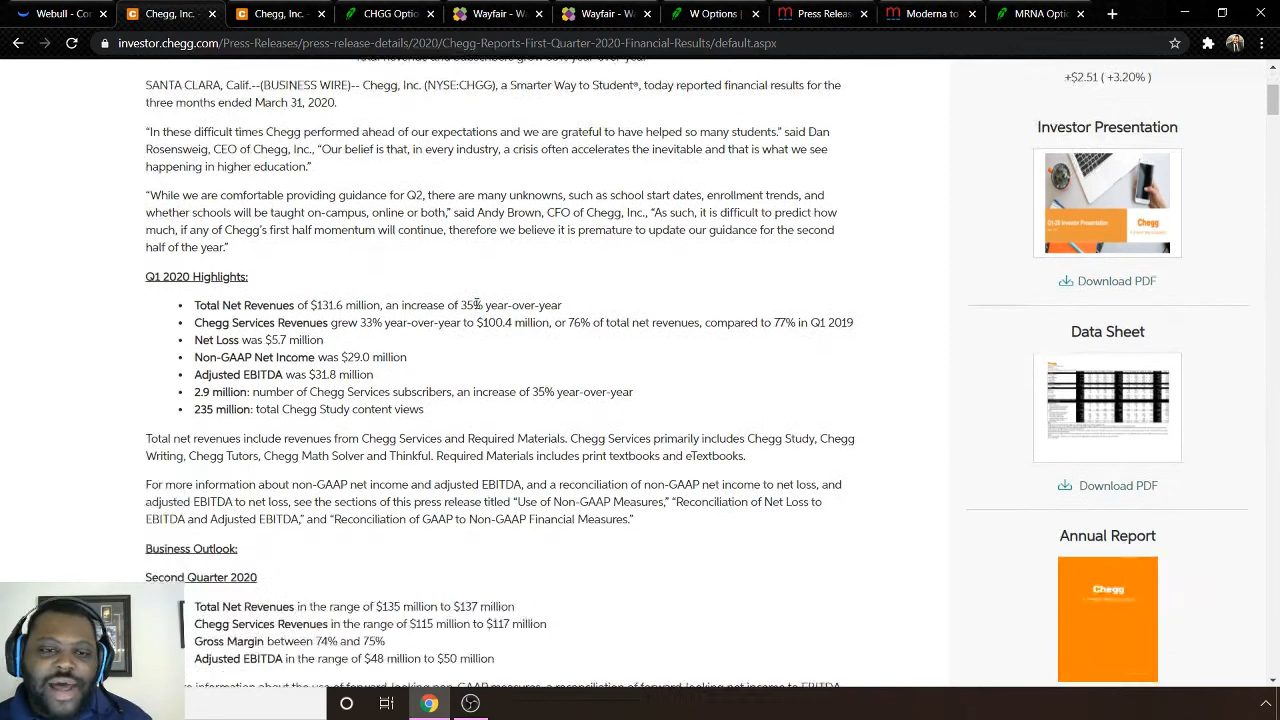 Webull - Cor
Chegg, Inc.
Chegg, Inc. -
CHGG Optio
Wayfair - Inv
Wayfair - Inv
W Options |
Press Releas
Moderna to
MRNA Optio
investor.chegg.com/Press-Releases/press-release-details/2020/Chegg-Reports-First-Quarter-2020-Financial-Results/default.aspx
SANTA CLARA, Calif.--(BUSINESS WIRE)-- Chegg, Inc. (NYSE:CHGG), a Smarter Way to Student®, today reported financial results for the
three months ended March 31, 2020.
“In these difficult times Chegg performed ahead of our expectations and we are grateful to have helped so many students.” said Dan
Rosensweig, CEO of Chegg, Inc., “Our belief is that, in every industry, a crisis often accelerates the inevitable and that is what we see
happening in higher education.”
“While we are comfortable providing guidance for Q2, there are many unknowns, such as school start dates, enrollment trends, and
whether schools will be taught on-campus, online or both,” said Andy Brown, CFO of Chegg, Inc., “As such, it is difficult to predict how
much, if any of Chegg’s first half momentum will continue, therefore we believe it is premature to update our guidance for the second
half of the year.”
Q1 2020 Highlights:
• Total Net Revenues of $131.6 million, an increase of 35% year-over-year
• Chegg Services Revenues grew 33% year-over-year to $100.4 million, or 76% of total net revenues, compared to 77% in Q1 2019
• Net Loss was $5.7 million
• Non-GAAP Net Income was $29.0 million
• Adjusted EBITDA was $31.8 million
• 2.9 million: number of Chegg Services subscribers, an increase of 35% year-over-year
• 235 million: total Chegg Study content views
Total net revenues include revenues from Chegg Services and Required Materials. Chegg Services primarily includes Chegg Study, Chegg
Writing, Chegg Tutors, Chegg Math Solver and Thinkful. Required Materials includes print textbooks and eTextbooks.
For more information about non-GAAP net income and adjusted EBITDA, and a reconciliation of non-GAAP net income to net loss, and
adjusted EBITDA to net loss, see the sections of this press release titled “Use of Non-GAAP Measures,” “Reconciliation of Net Loss to
EBITDA and Adjusted EBITDA,” and “Reconciliation of GAAP to Non-GAAP Financial Measures.”
Business Outlook:
Second Quarter 2020
Total Net Revenues in the range of $135 million to $137 million
Chegg Services Revenues in the range of $115 million to $117 million
Gross Margin between 74% and 75%
Adjusted EBITDA in the range of $48 million to $50 million
+$2.51 ( +3.20% )
Investor Presentation
Q1-20 Investor Presentation
Chegg
Download PDF
Data Sheet
Download PDF
Annual Report
Chegg